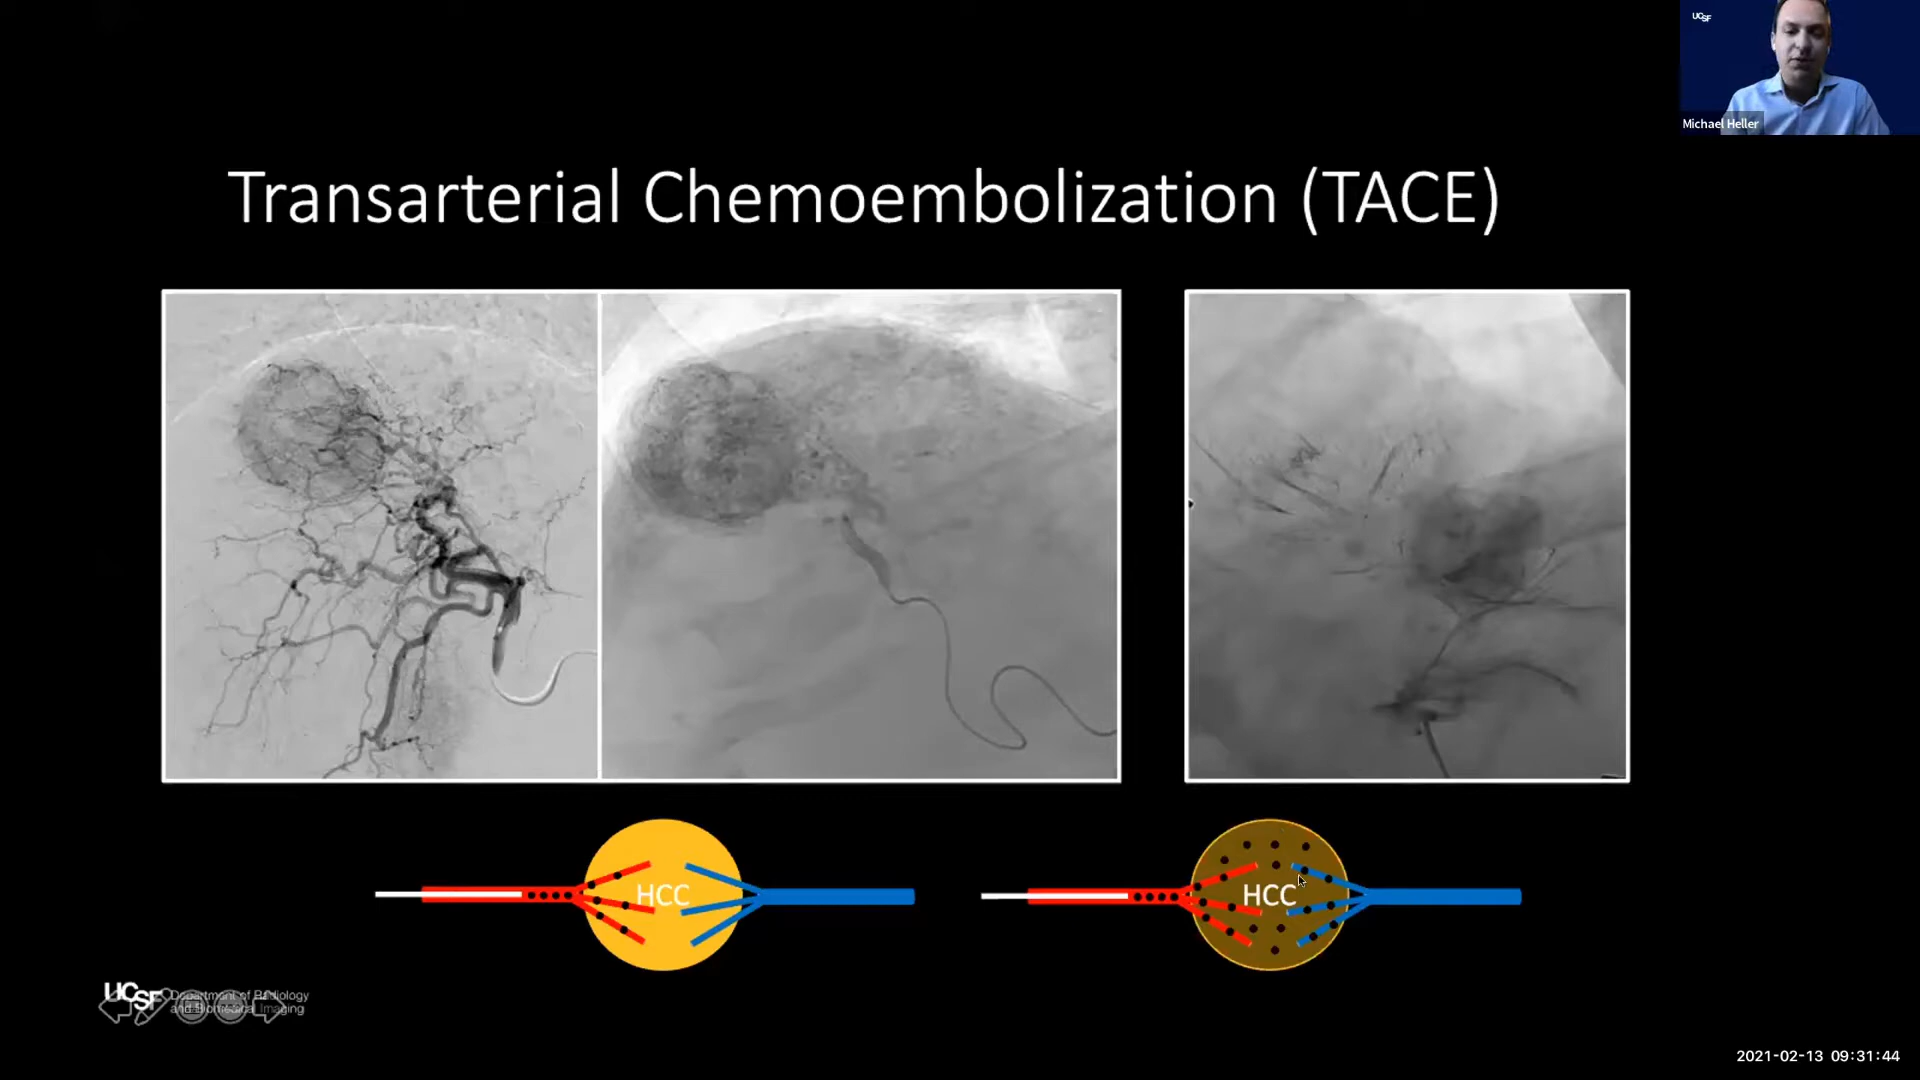 UCSF
Michael Heller
Transarterial Chemoembolization (TACE)
HCC
HCC
UCSF
Department of Radiology
and Biomedical Imaging
2021-02-13 09:31:44